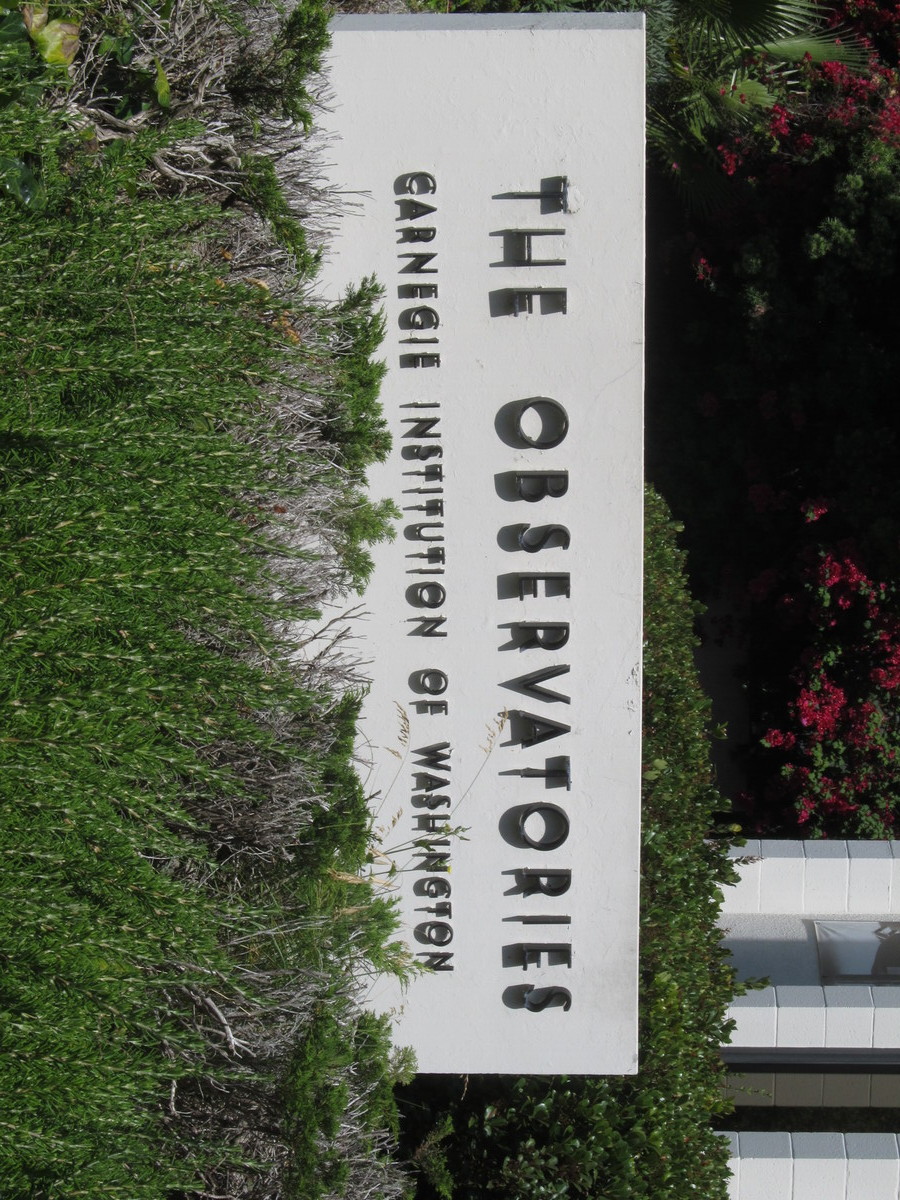 THE OBSERVATORIES
CARNEGIE INSTITUTION OF WASHINGTON